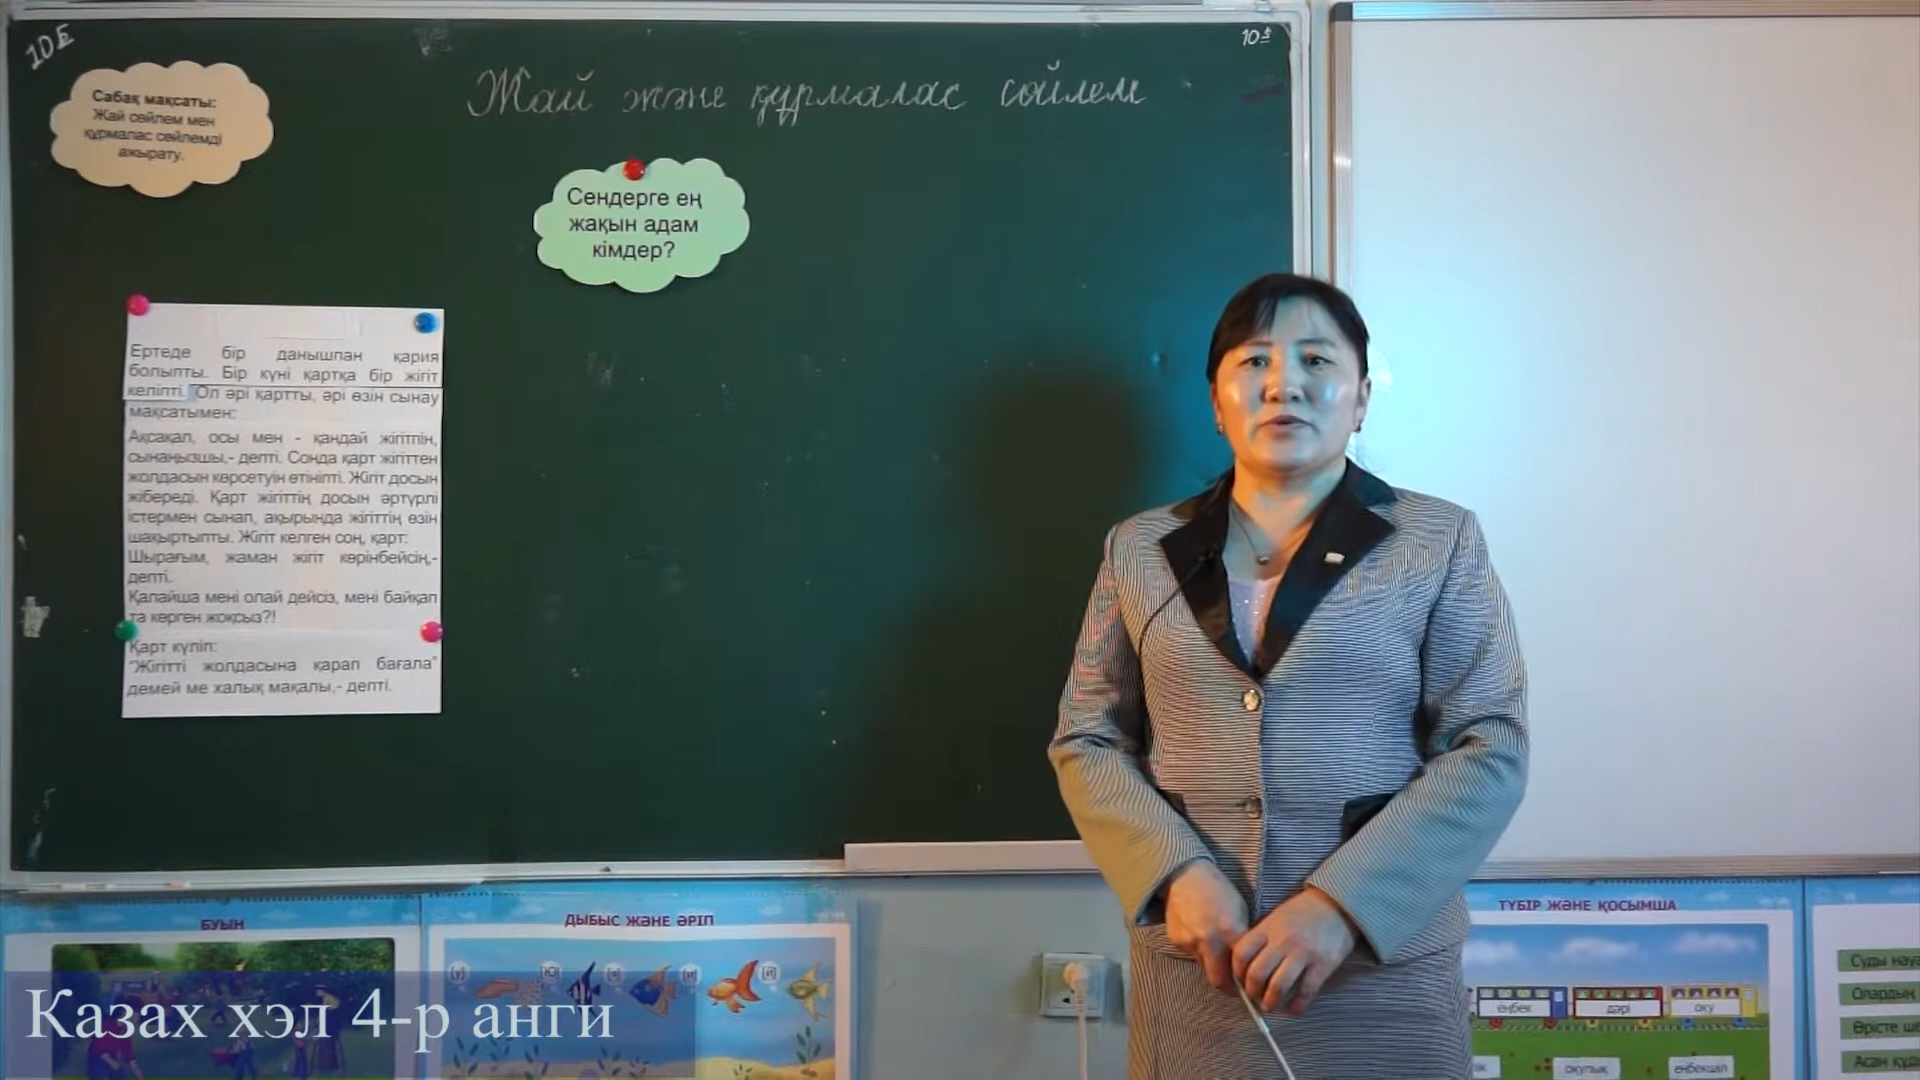 10Б
Сабақ мақсаты:
Жай сөйлем мен
құрмалас сөйлемді
ажырату.
Жай және құрмалас сөйлем
Сендерге ең
жақын адам
кімдер?
Ертеде бір данышпан қария
болыпты. Бір күні қартқа бір жігіт
келіпті. Ол әрі қартты, әрі өзін сынау
мақсатымен:
Ақсақал, осы мен - қандай жігітпін,
сынаңызшы,- депті. Сонда қарт жігіттен
жолдасын көрсетуін өтініпті. Жігіт досын
жібереді. Қарт жігіттің досын әртүрлі
істермен сынап, ақырында жігіттің өзін
шақыртыпты. Жігіт келген соң, қарт:
Шырағым, жаман жігіт көрінбейсің,-
депті.
Қалайша мені олай дейсіз, мені байқап
та көрген жоқсыз?!
Қарт күліп:
"Жігітті жолдасына қарап бағала"
демей ме халық мақалы,- депті.
БУЫН
ДЫБЫС ЖӘНЕ ӘРІП
[у] [ю] [и] [й]
ТҮБІР ЖӘНЕ ҚОСЫМША
еңбек дәрі оқу
оқулық еңбекшіл
Суды
Олардың
Өрісте
Асан
Казах хэл 4-р анги